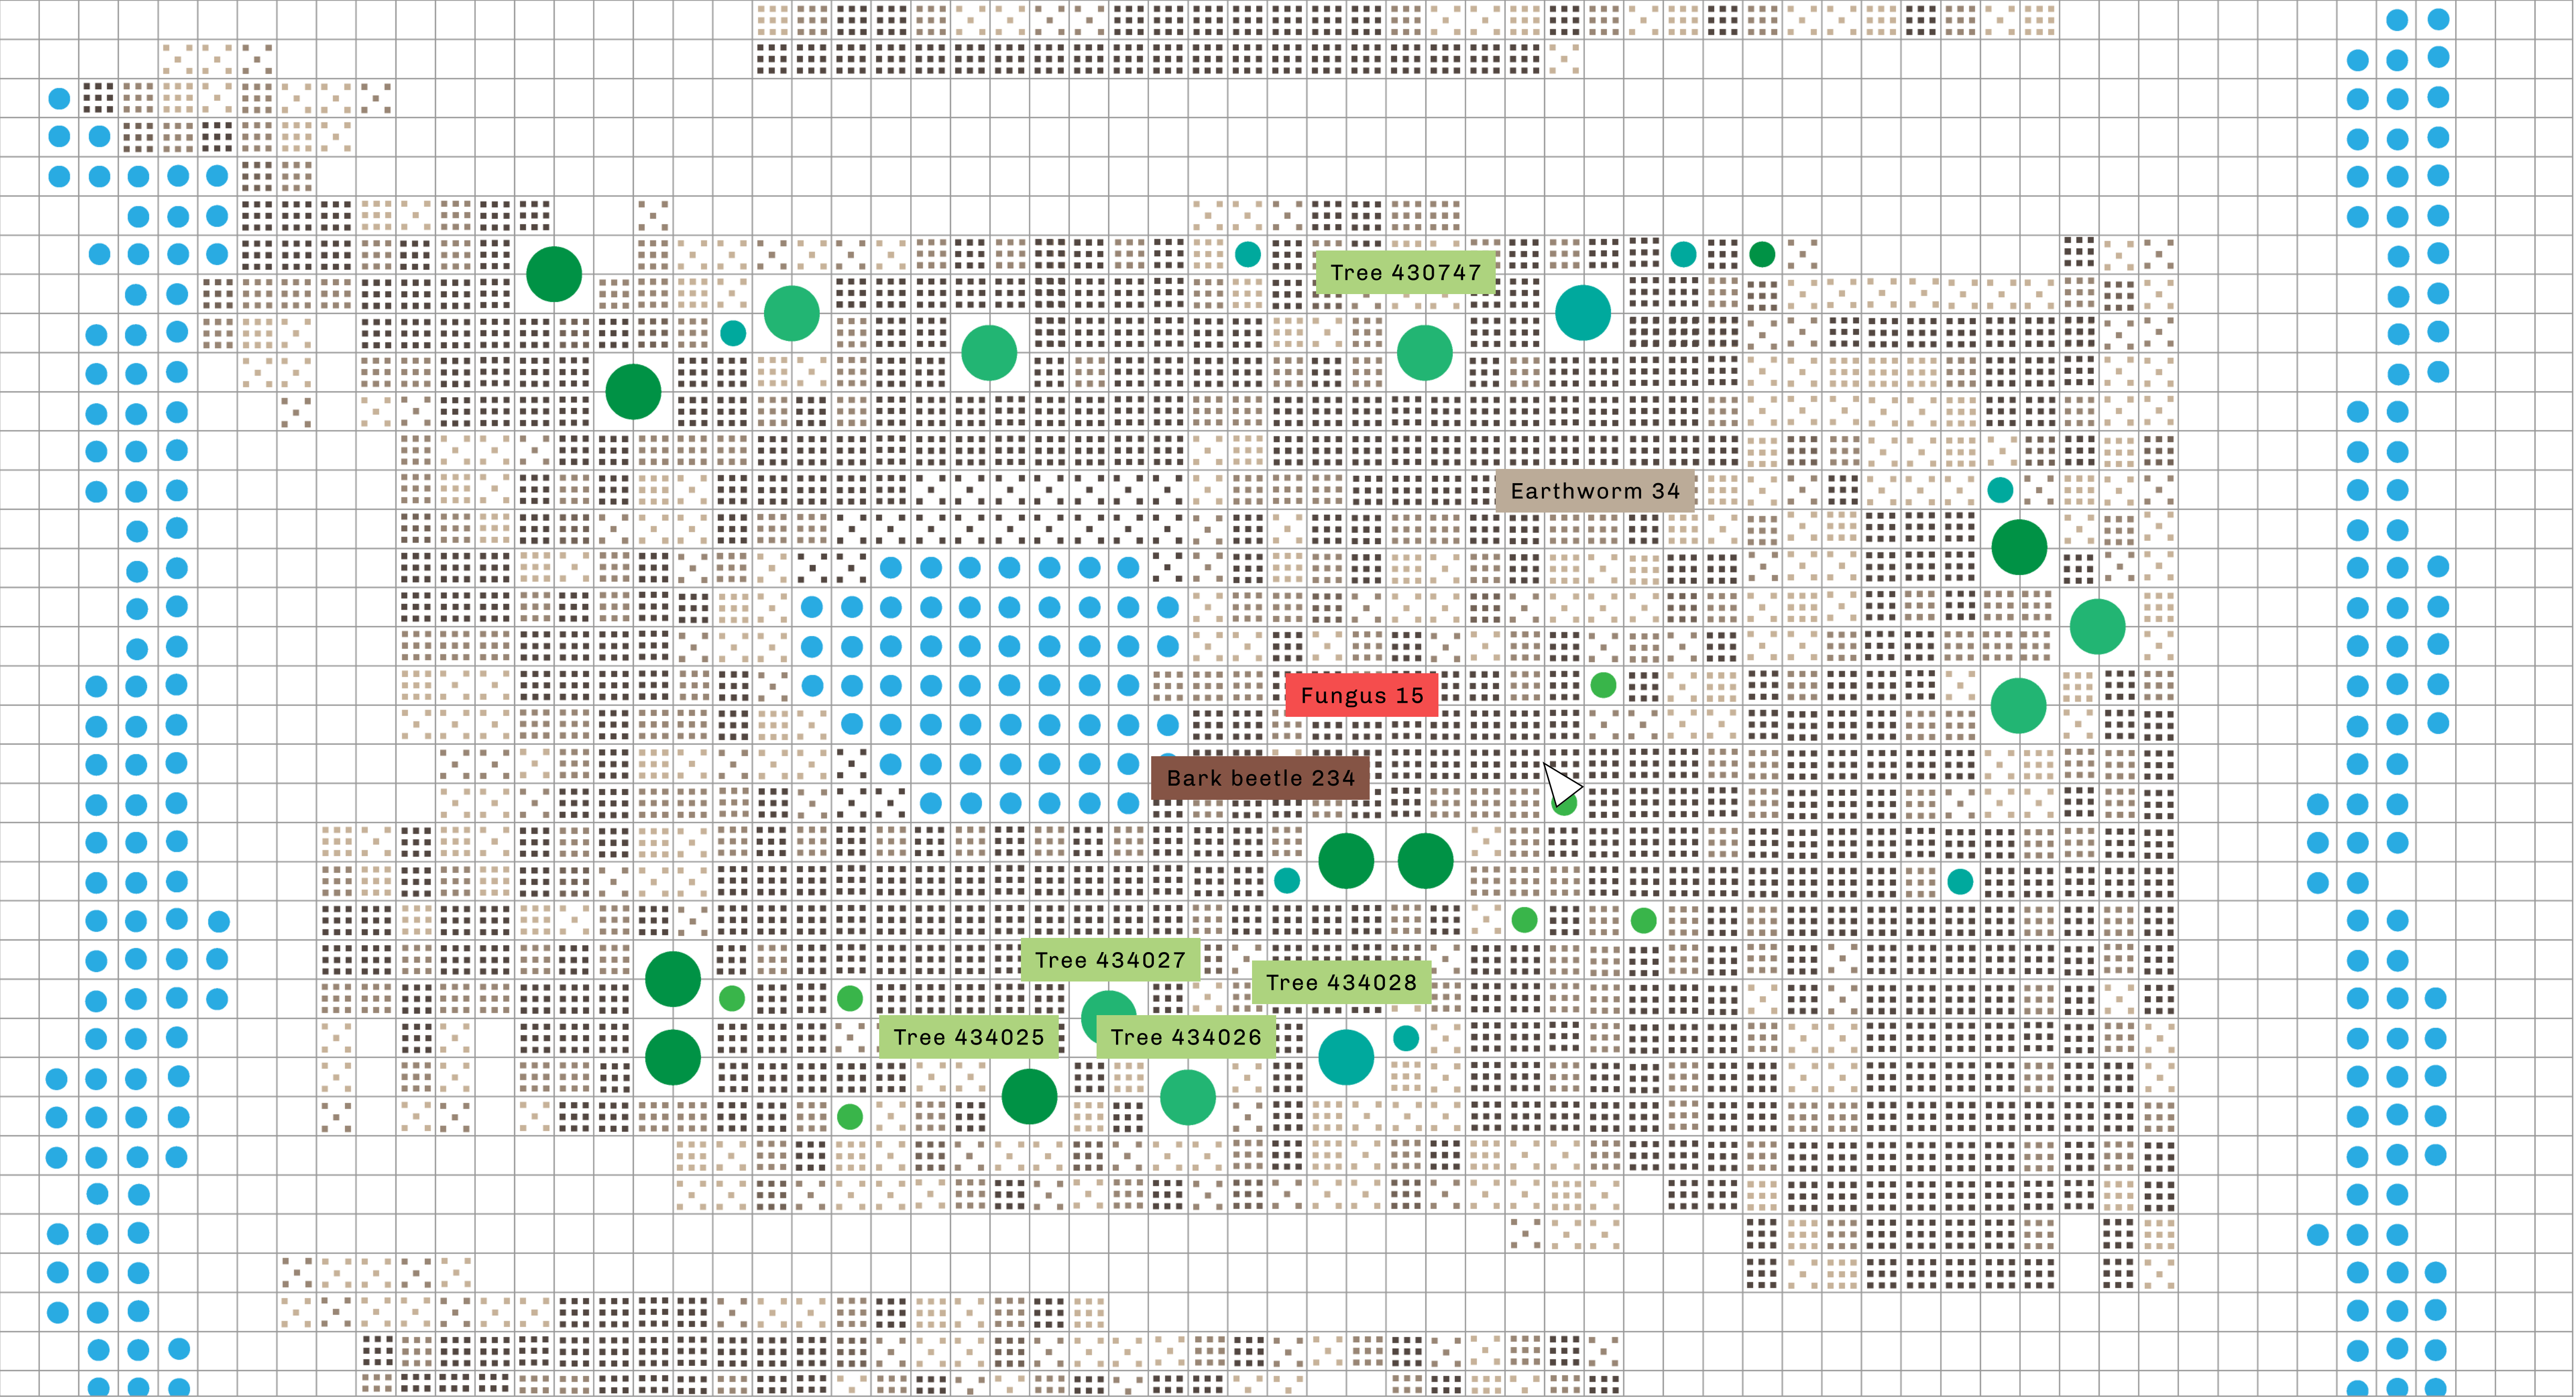 Tree 430747
Earthworm 34
Fungus 15
Bark beetle 234
Tree 434027
Tree 434028
Tree 434025
Tree 434026